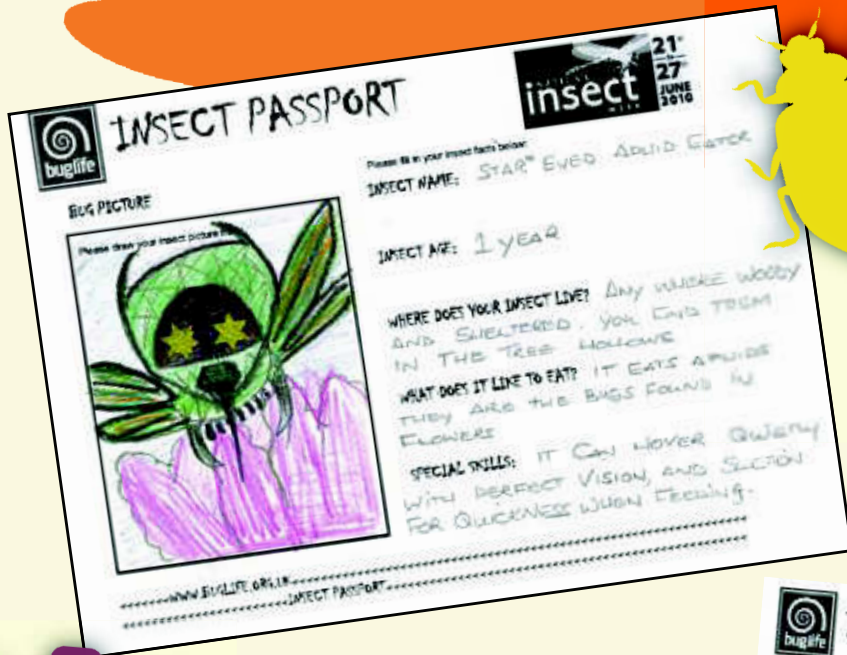 buglife
INSECT PASSPORT
insect
21st
to
27
JUNE
2010
BUG PICTURE
Please draw your insect picture
Please fill in your insect facts below:
INSECT NAME: STAR EYED APHID EATER
INSECT AGE: 1 YEAR
WHERE DOES YOUR INSECT LIVE? ANY WHERE WOODY
AND SHELTERED. YOU FIND THEM
IN THE TREE HOLLOWS
WHAT DOES IT LIKE TO EAT? IT EATS APHIDS
THEY ARE THE BUGS FOUND IN
FLOWERS
SPECIAL SKILLS: IT CAN HOVER QUIETLY
WITH PERFECT VISION, AND SUCTION
FOR QUICKNESS WHEN FEEDING.
WWW.BUGLIFE.ORG.UK
INSECT PASSPORT
buglife